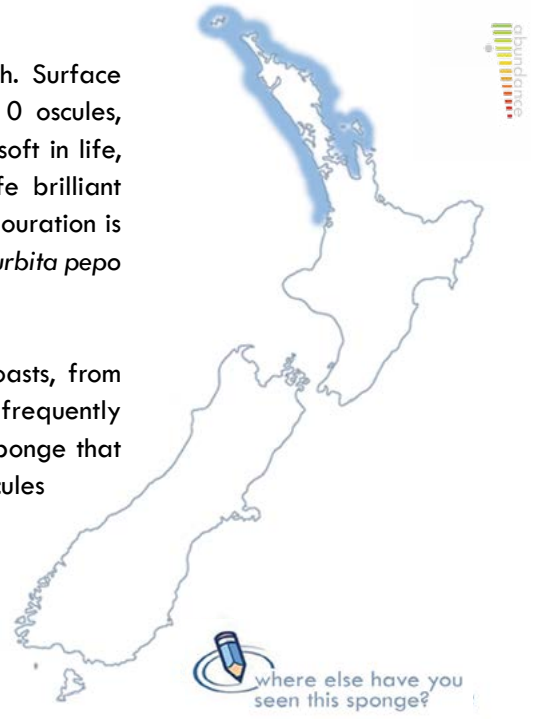 h. Surface
0 oscules,
soft in life,
fe brilliant
ouration is
urbita pepo
oasts, from
frequently
ponge that
cules
abundance
where else have you
seen this sponge?